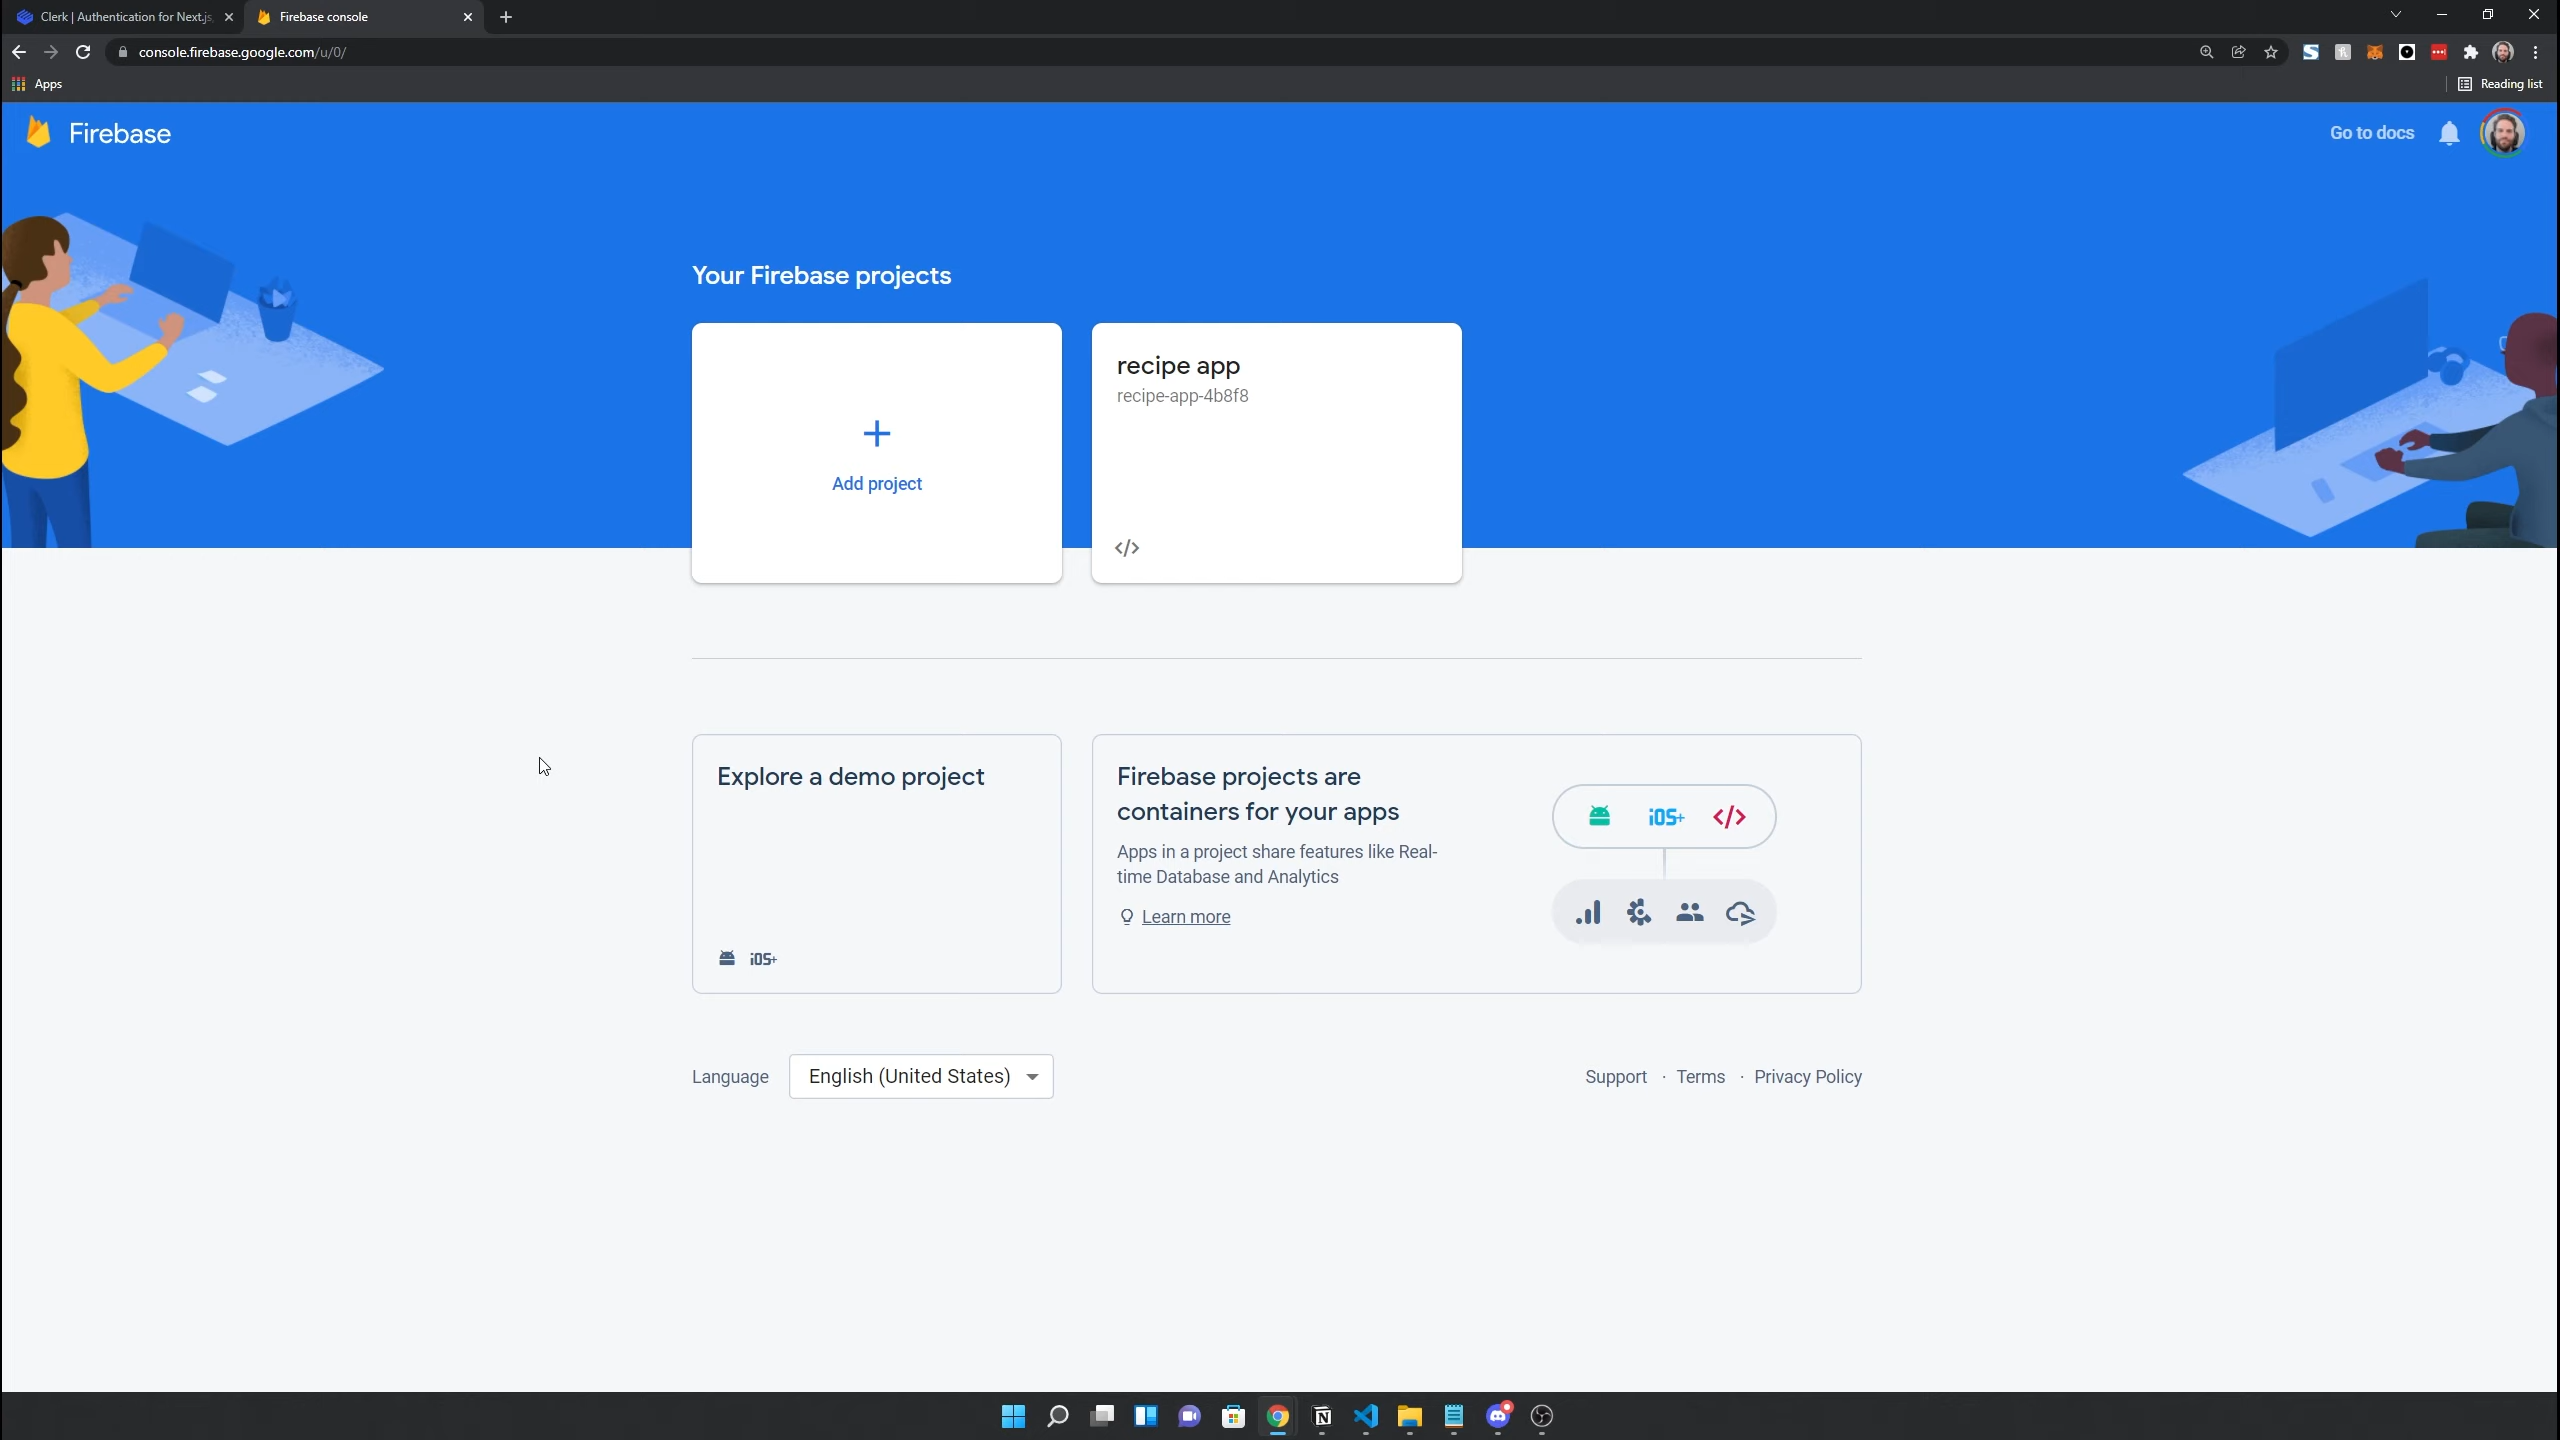 Clerk | Authentication for Next.js,
Firebase console
console.firebase.google.com/u/0/
Apps
Reading list
Firebase
Go to docs
Your Firebase projects
Add project
recipe app
recipe-app-4b8f8
Explore a demo project
iOS+
Firebase projects are
containers for your apps
Apps in a project share features like Real-
time Database and Analytics
Learn more
iOS+
Language
English (United States)
Support · Terms · Privacy Policy